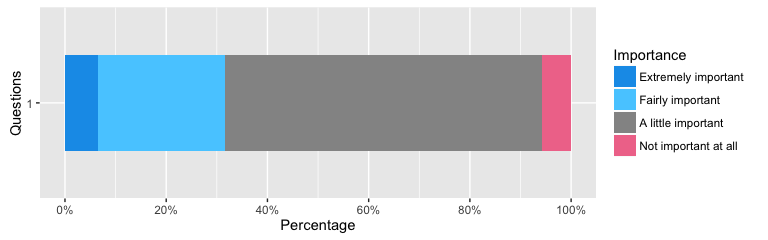 Questions
1
0%
20%
40%
60%
80%
100%
Percentage
Importance
Extremely important
Fairly important
A little important
Not important at all